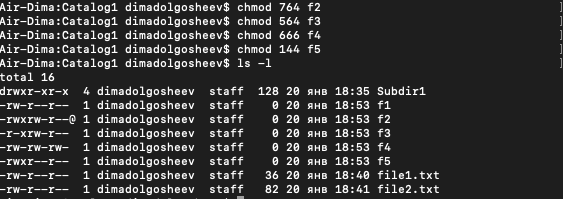 Air-Dima:Catalog1 dimadolgosheev$ chmod 764 f2 ]
Air-Dima:Catalog1 dimadolgosheev$ chmod 564 f3 ]
Air-Dima:Catalog1 dimadolgosheev$ chmod 666 f4 ]
Air-Dima:Catalog1 dimadolgosheev$ chmod 144 f5 ]
Air-Dima:Catalog1 dimadolgosheev$ ls -l ]
total 16
drwxr-xr-x  4 dimadolgosheev  staff  128 20 янв 18:35 Subdir1
-rw-r--r--  1 dimadolgosheev  staff    0 20 янв 18:53 f1
-rwxrw-r--@ 1 dimadolgosheev  staff    0 20 янв 18:53 f2
-r-xrw-r--  1 dimadolgosheev  staff    0 20 янв 18:53 f3
-rw-rw-rw-  1 dimadolgosheev  staff    0 20 янв 18:53 f4
---xr--r--  1 dimadolgosheev  staff    0 20 янв 18:53 f5
-rw-r--r--  1 dimadolgosheev  staff   36 20 янв 18:40 file1.txt
-rw-r--r--  1 dimadolgosheev  staff   82 20 янв 18:41 file2.txt